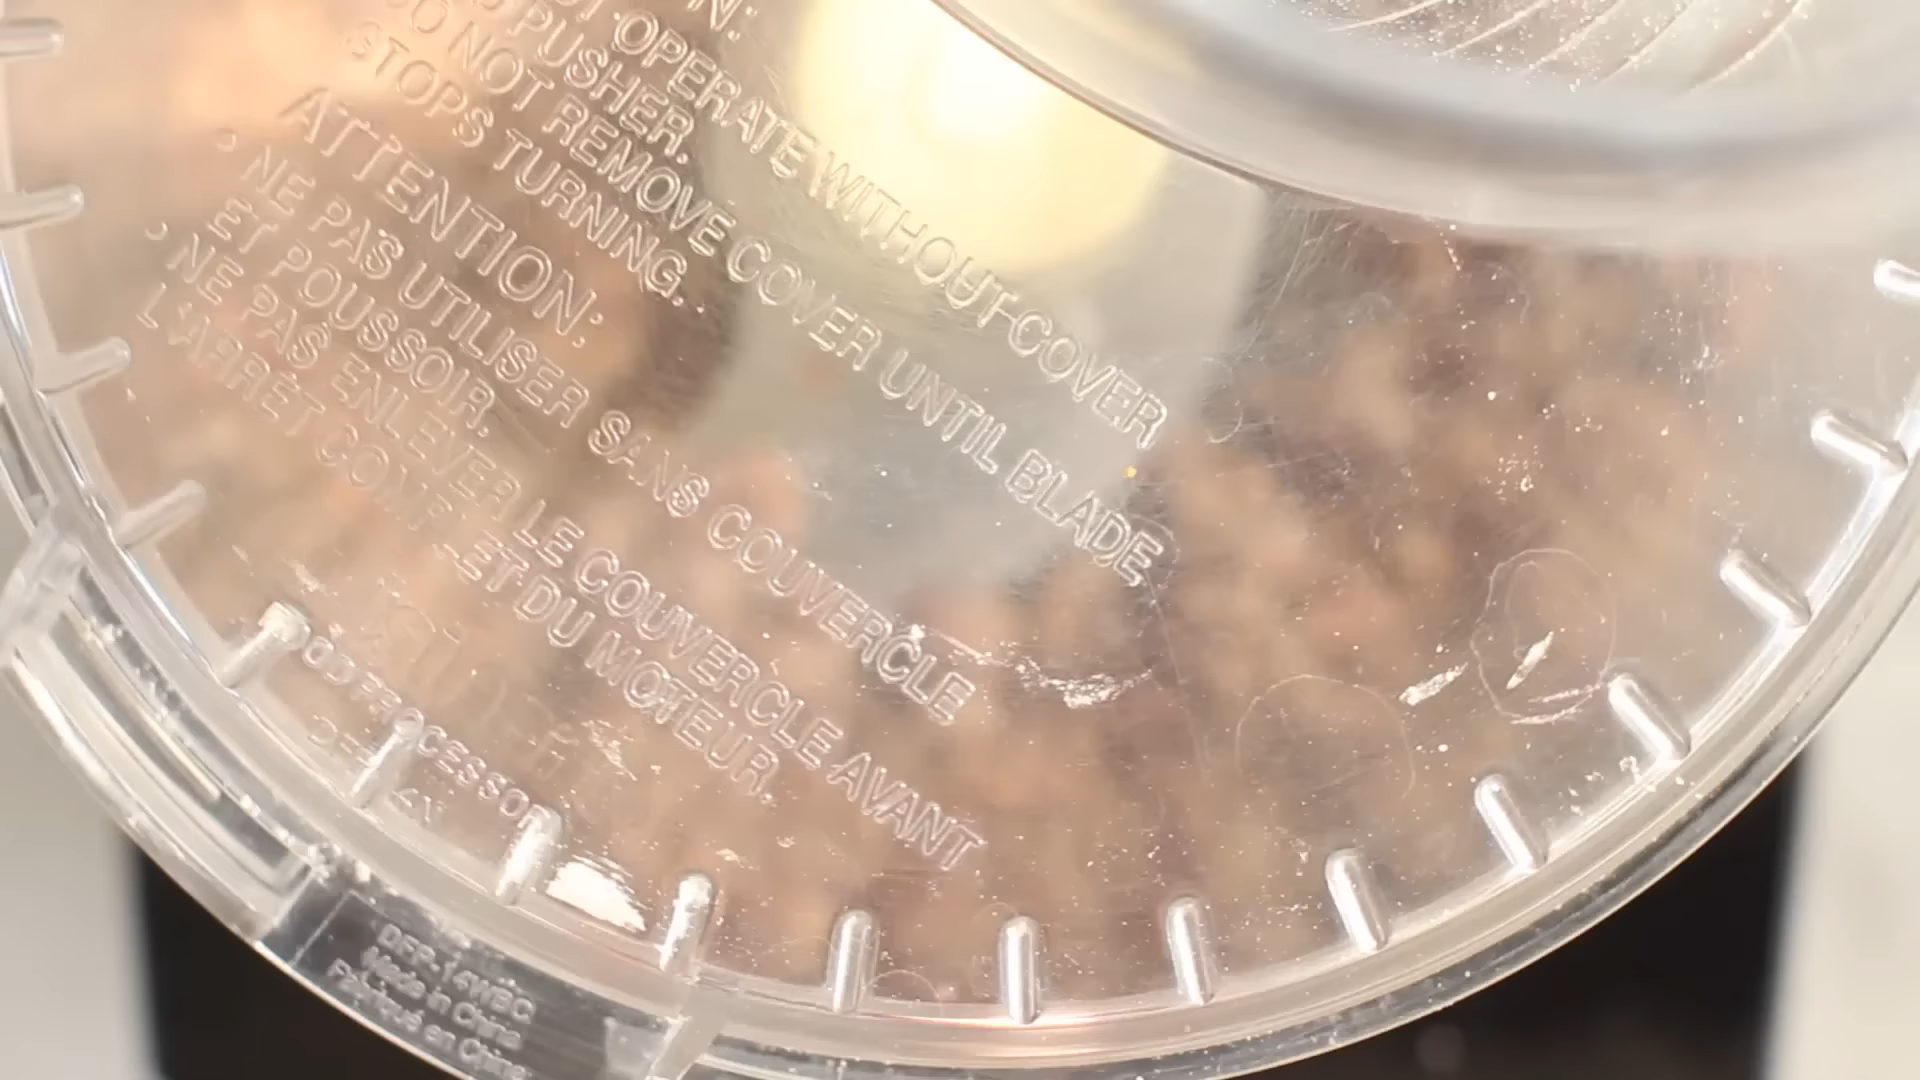 OPERATE WITHOUT COVER
PUSHER.
DO NOT REMOVE COVER UNTIL BLADE
STOPS TURNING.
ATTENTION:
• NE PAS UTILISER SANS COUVERCLE
ET POUSSOIR.
• NE PAS ENLEVER LE COUVERCLE AVANT
L'ARRÊT COMPLET DU MOTEUR.
PROCESSOR
DFP-14WBC
Made in China
Fabriqué en Chine